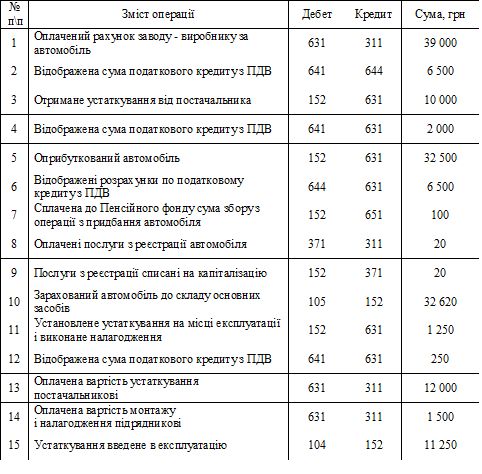 № п\п Зміст операції Дебет Кредит Сума, грн
1 Оплачений рахунок заводу - виробнику за автомобіль 631 311 39 000
2 Відображена сума податкового кредиту з ПДВ 641 644 6 500
3 Отримане устаткування від постачальника 152 631 10 000
4 Відображена сума податкового кредиту з ПДВ 641 631 2 000
5 Оприбуткований автомобіль 152 631 32 500
6 Відображені розрахунки по податковому кредиту з ПДВ 644 631 6 500
7 Сплачена до Пенсійного фонду сума збору з операції з придбання автомобіля 152 651 100
8 Оплачені послуги з реєстрації автомобіля 371 311 20
9 Послуги з реєстрації списані на капіталізацію 152 371 20
10 Зарахований автомобіль до складу основних засобів 105 152 32 620
11 Установлене устаткування на місці експлуатації і виконане налагодження 152 631 1 250
12 Відображена сума податкового кредиту з ПДВ 641 631 250
13 Оплачена вартість устаткування постачальникові 631 311 12 000
14 Оплачена вартість монтажу і налагодження підрядникові 631 311 1 500
15 Устаткування введене в експлуатацію 104 152 11 250